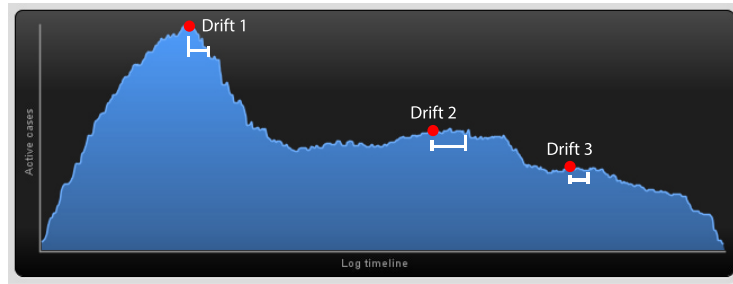 Drift 1
Drift 2
Drift 3
Active cases
Log timeline